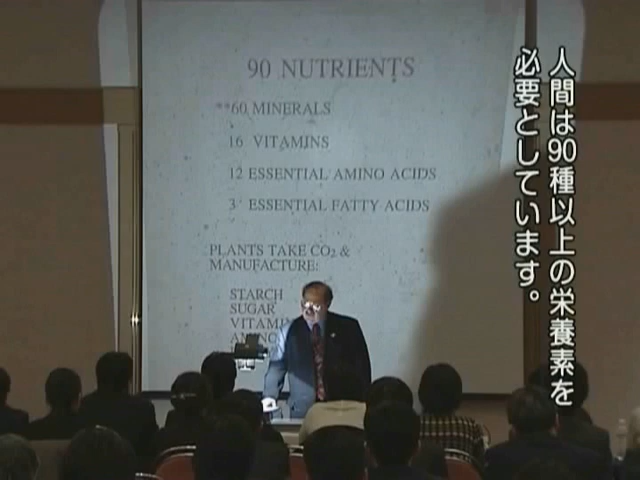 90 NUTRIENTS
**60 MINERALS
16 VITAMINS
12 ESSENTIAL AMINO ACIDS
3 ESSENTIAL FATTY ACIDS
PLANTS TAKE CO₂ &
MANUFACTURE:
STARCH
SUGAR
人間は90種以上の栄養素を
必要としています。